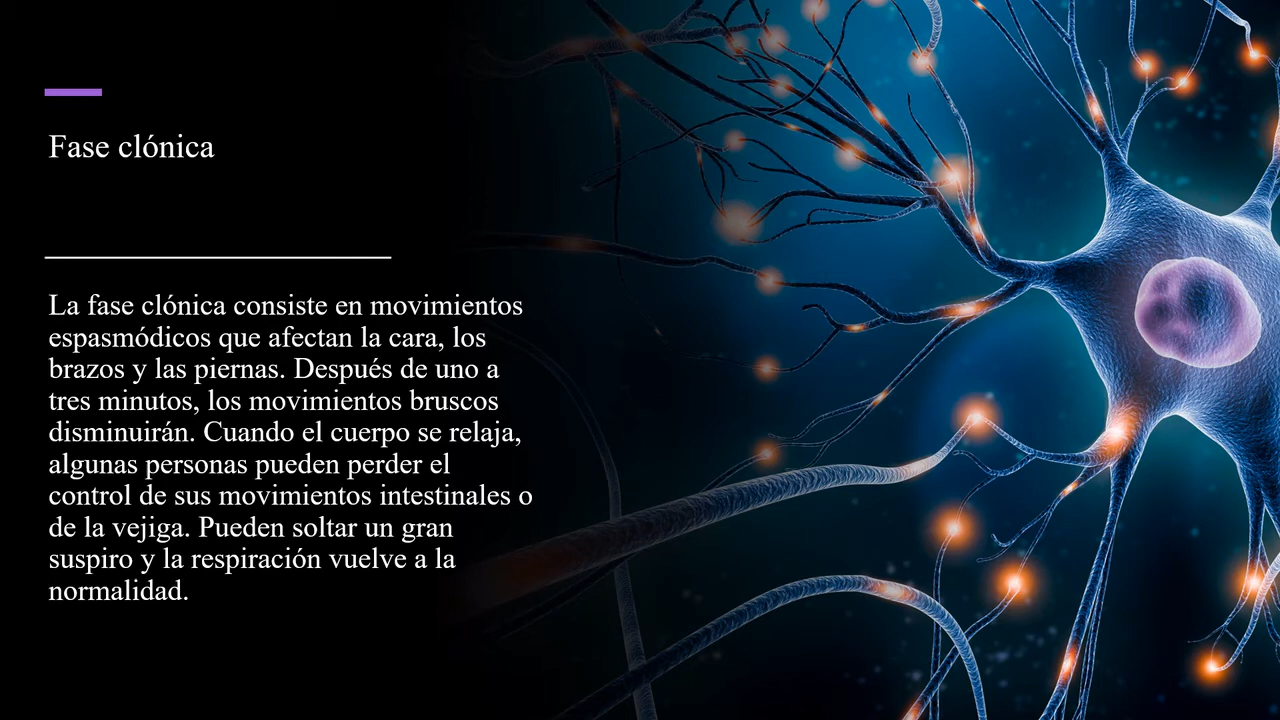 Fase clónica
La fase clónica consiste en movimientos
espasmódicos que afectan la cara, los
brazos y las piernas. Después de uno a
tres minutos, los movimientos bruscos
disminuirán. Cuando el cuerpo se relaja,
algunas personas pueden perder el
control de sus movimientos intestinales o
de la vejiga. Pueden soltar un gran
suspiro y la respiración vuelve a la
normalidad.